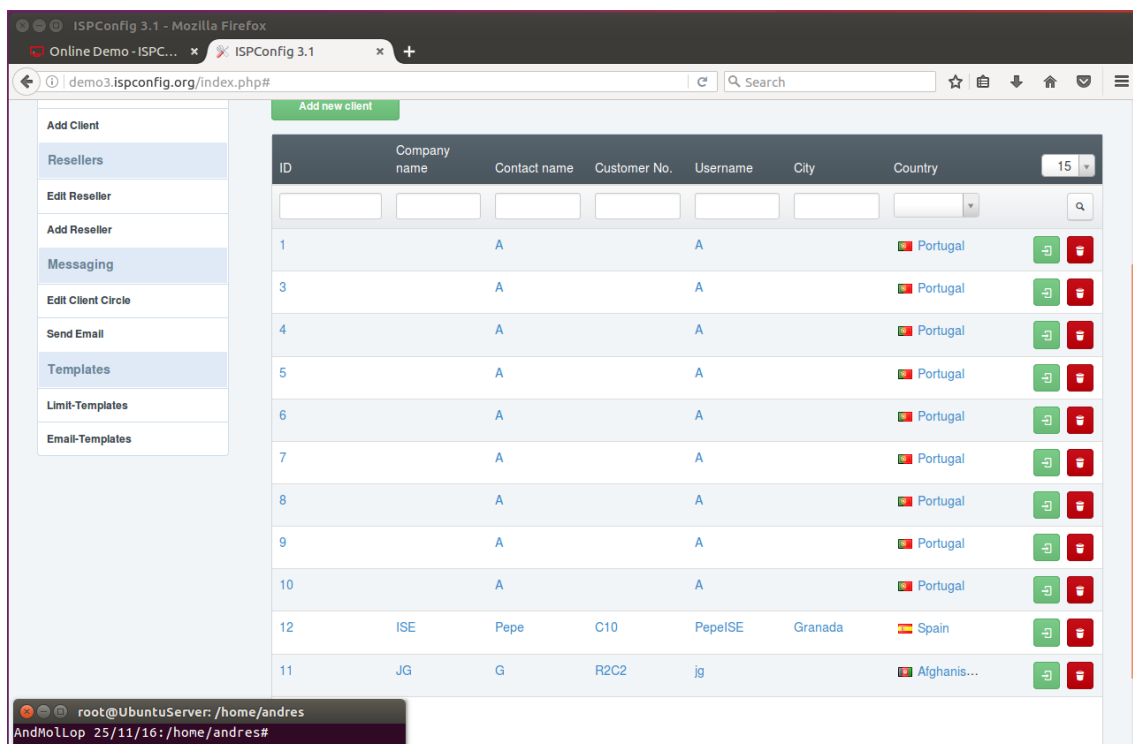 ISPConfig 3.1 - Mozilla Firefox
Online Demo - ISPC... × ISPConfig 3.1 × +
demo3.ispconfig.org/index.php# Search
Add new client
Add Client
Resellers
Edit Reseller
Add Reseller
Messaging
Edit Client Circle
Send Email
Templates
Limit-Templates
Email-Templates
ID Company name Contact name Customer No. Username City Country 15
1 A A Portugal
3 A A Portugal
4 A A Portugal
5 A A Portugal
6 A A Portugal
7 A A Portugal
8 A A Portugal
9 A A Portugal
10 A A Portugal
12 ISE Pepe C10 PepeISE Granada Spain
11 JG G R2C2 jg Afghanis...
root@UbuntuServer: /home/andres
AndMolLop 25/11/16:/home/andres#